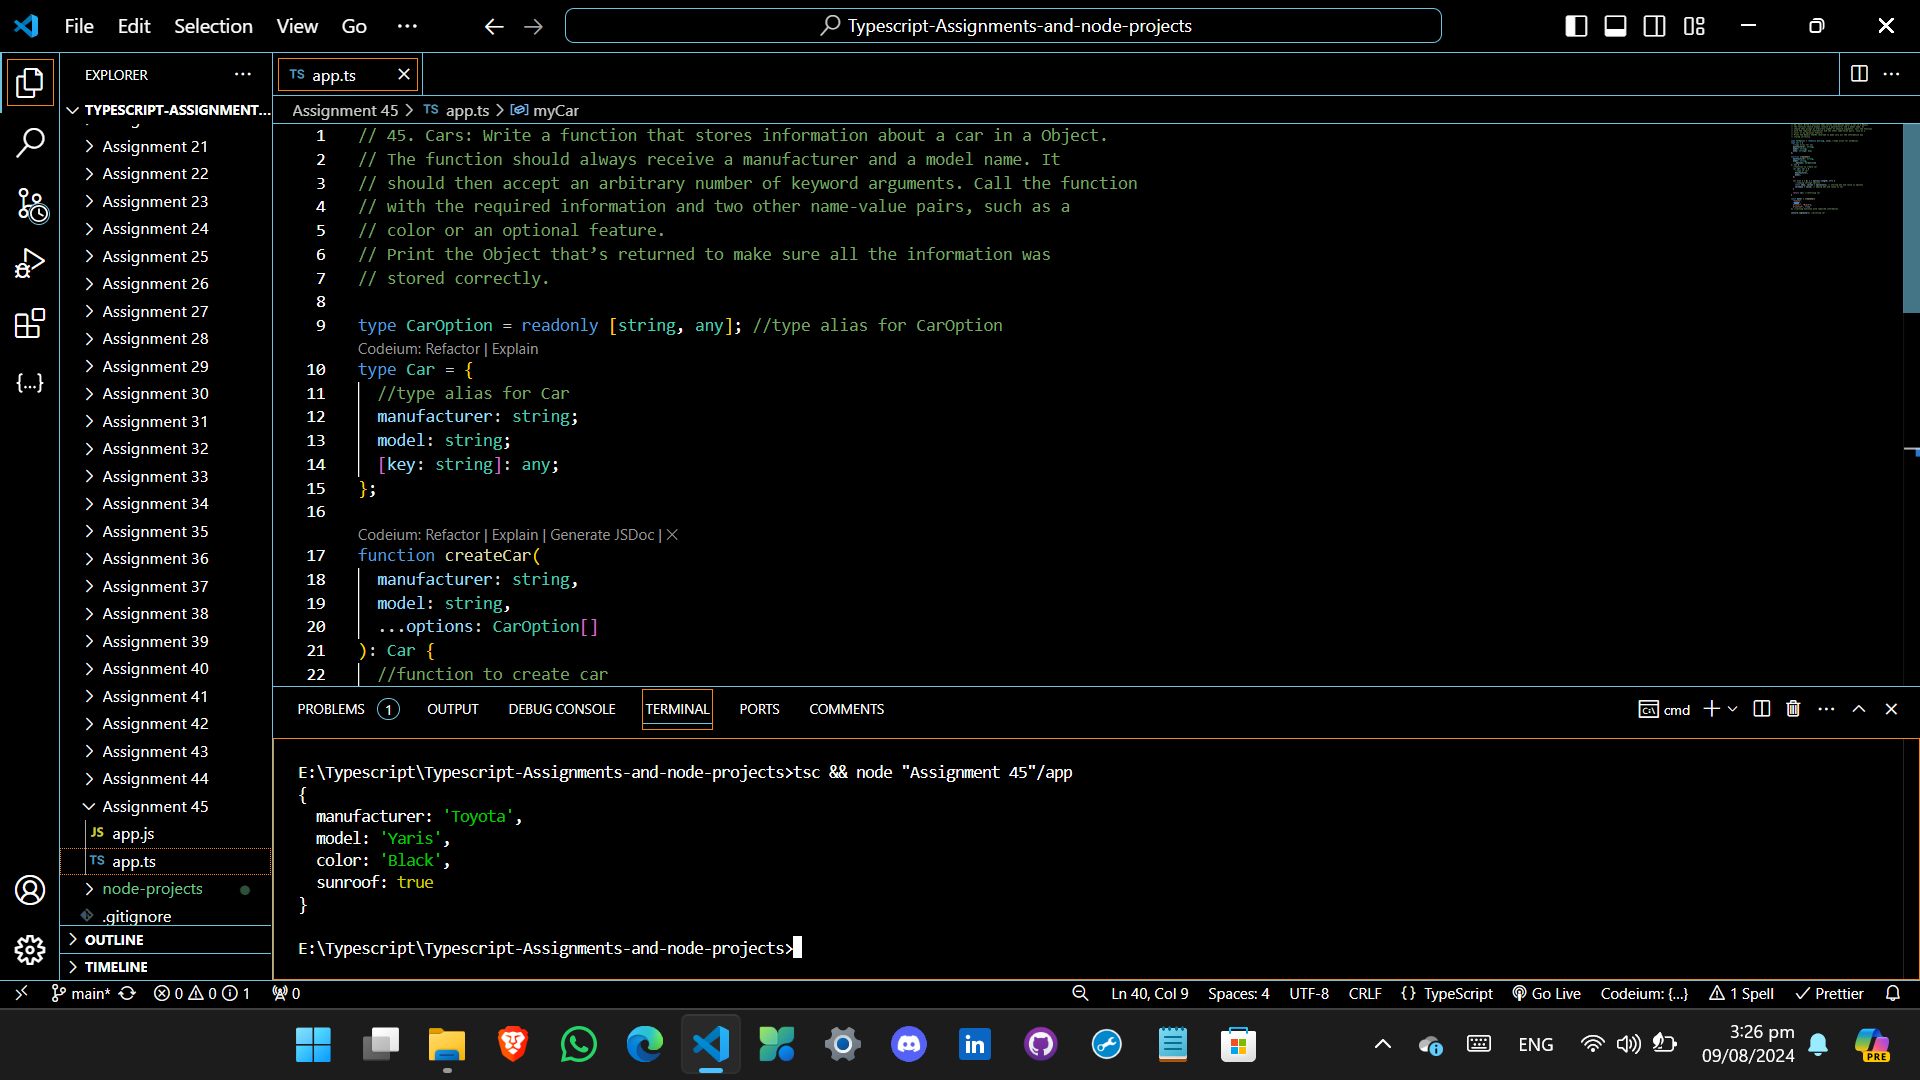 File Edit Selection View Go ···
Typescript-Assignments-and-node-projects
EXPLORER ···
TYPESCRIPT-ASSIGNMENT...
Assignment 21
Assignment 22
Assignment 23
Assignment 24
Assignment 25
Assignment 26
Assignment 27
Assignment 28
Assignment 29
Assignment 30
Assignment 31
Assignment 32
Assignment 33
Assignment 34
Assignment 35
Assignment 36
Assignment 37
Assignment 38
Assignment 39
Assignment 40
Assignment 41
Assignment 42
Assignment 43
Assignment 44
Assignment 45
JS app.js
TS app.ts
node-projects
.gitignore
OUTLINE
TIMELINE
TS app.ts
Assignment 45 > TS app.ts > myCar
1 // 45. Cars: Write a function that stores information about a car in a Object.
2 // The function should always receive a manufacturer and a model name. It
3 // should then accept an arbitrary number of keyword arguments. Call the function
4 // with the required information and two other name-value pairs, such as a
5 // color or an optional feature.
6 // Print the Object that’s returned to make sure all the information was
7 // stored correctly.
8
9 type CarOption = readonly [string, any]; //type alias for CarOption
Codeium: Refactor | Explain
10 type Car = {
11 //type alias for Car
12 manufacturer: string;
13 model: string;
14 [key: string]: any;
15 };
16
Codeium: Refactor | Explain | Generate JSDoc | X
17 function createCar(
18 manufacturer: string,
19 model: string,
20 ...options: CarOption[]
21 ): Car {
22 //function to create car
PROBLEMS 1 OUTPUT DEBUG CONSOLE TERMINAL PORTS COMMENTS
cmd
E:\Typescript\Typescript-Assignments-and-node-projects>tsc && node "Assignment 45"/app
{
manufacturer: 'Toyota',
model: 'Yaris',
color: 'Black',
sunroof: true
}
E:\Typescript\Typescript-Assignments-and-node-projects>
main* 0 0 1 0
Ln 40, Col 9 Spaces: 4 UTF-8 CRLF {} TypeScript Go Live Codeium: {...} 1 Spell Prettier
ENG
3:26 pm
09/08/2024
PRE